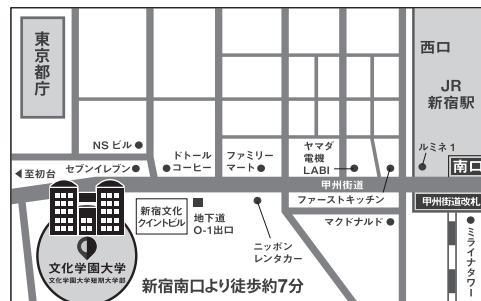 東京都庁
西口
JR
新宿駅
NSビル
ルミネ1
南口
至初台
セブンイレブン
ドトール
コーヒー
ファミリー
マート
ヤマダ
電機
LABI
甲州街道
甲州街道改札
ファーストキッチン
新宿文化
クイントビル
地下道
O-1出口
ニッポン
レンタカー
マクドナルド
ミライナタワー
文化学園大学
文化学園大学短期大学部
新宿南口より徒歩約7分